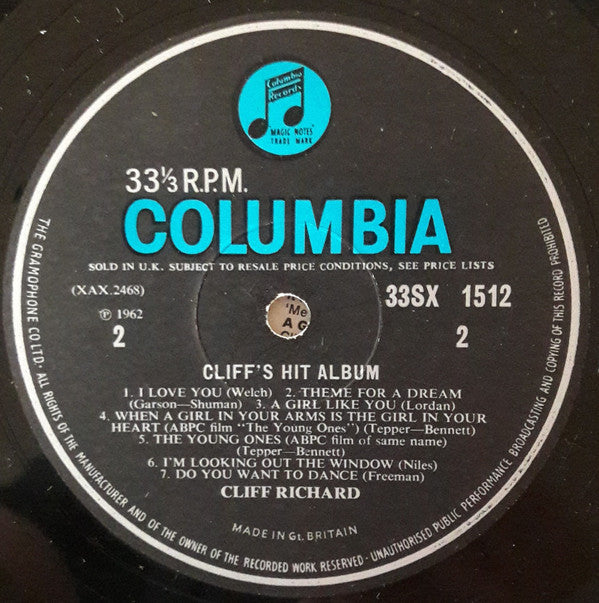 Columbia
Records
MAGIC NOTES
TRADE MARK
33⅓ R.P.M.
COLUMBIA
SOLD IN U.K. SUBJECT TO RESALE PRICE CONDITIONS, SEE PRICE LISTS
(XAX.2468) 33SX 1512
℗ 1962
2 2
'Me
A G
CLIFF'S HIT ALBUM
1. I LOVE YOU (Welch) 2. THEME FOR A DREAM
(Garson—Shuman) 3. A GIRL LIKE YOU (Lordan)
4. WHEN A GIRL IN YOUR ARMS IS THE GIRL IN YOUR
HEART (ABPC film "The Young Ones") (Tepper—Bennett)
5. THE YOUNG ONES (ABPC film of same name)
(Tepper—Bennett)
6. I'M LOOKING OUT THE WINDOW (Niles)
7. DO YOU WANT TO DANCE (Freeman)
CLIFF RICHARD
MADE IN Gt. BRITAIN
THE GRAMOPHONE CO. LTD. · ALL RIGHTS OF THE MANUFACTURER AND OF THE OWNER OF THE RECORDED WORK RESERVED · UNAUTHORISED PUBLIC PERFORMANCE BROADCASTING AND COPYING OF THIS RECORD PROHIBITED